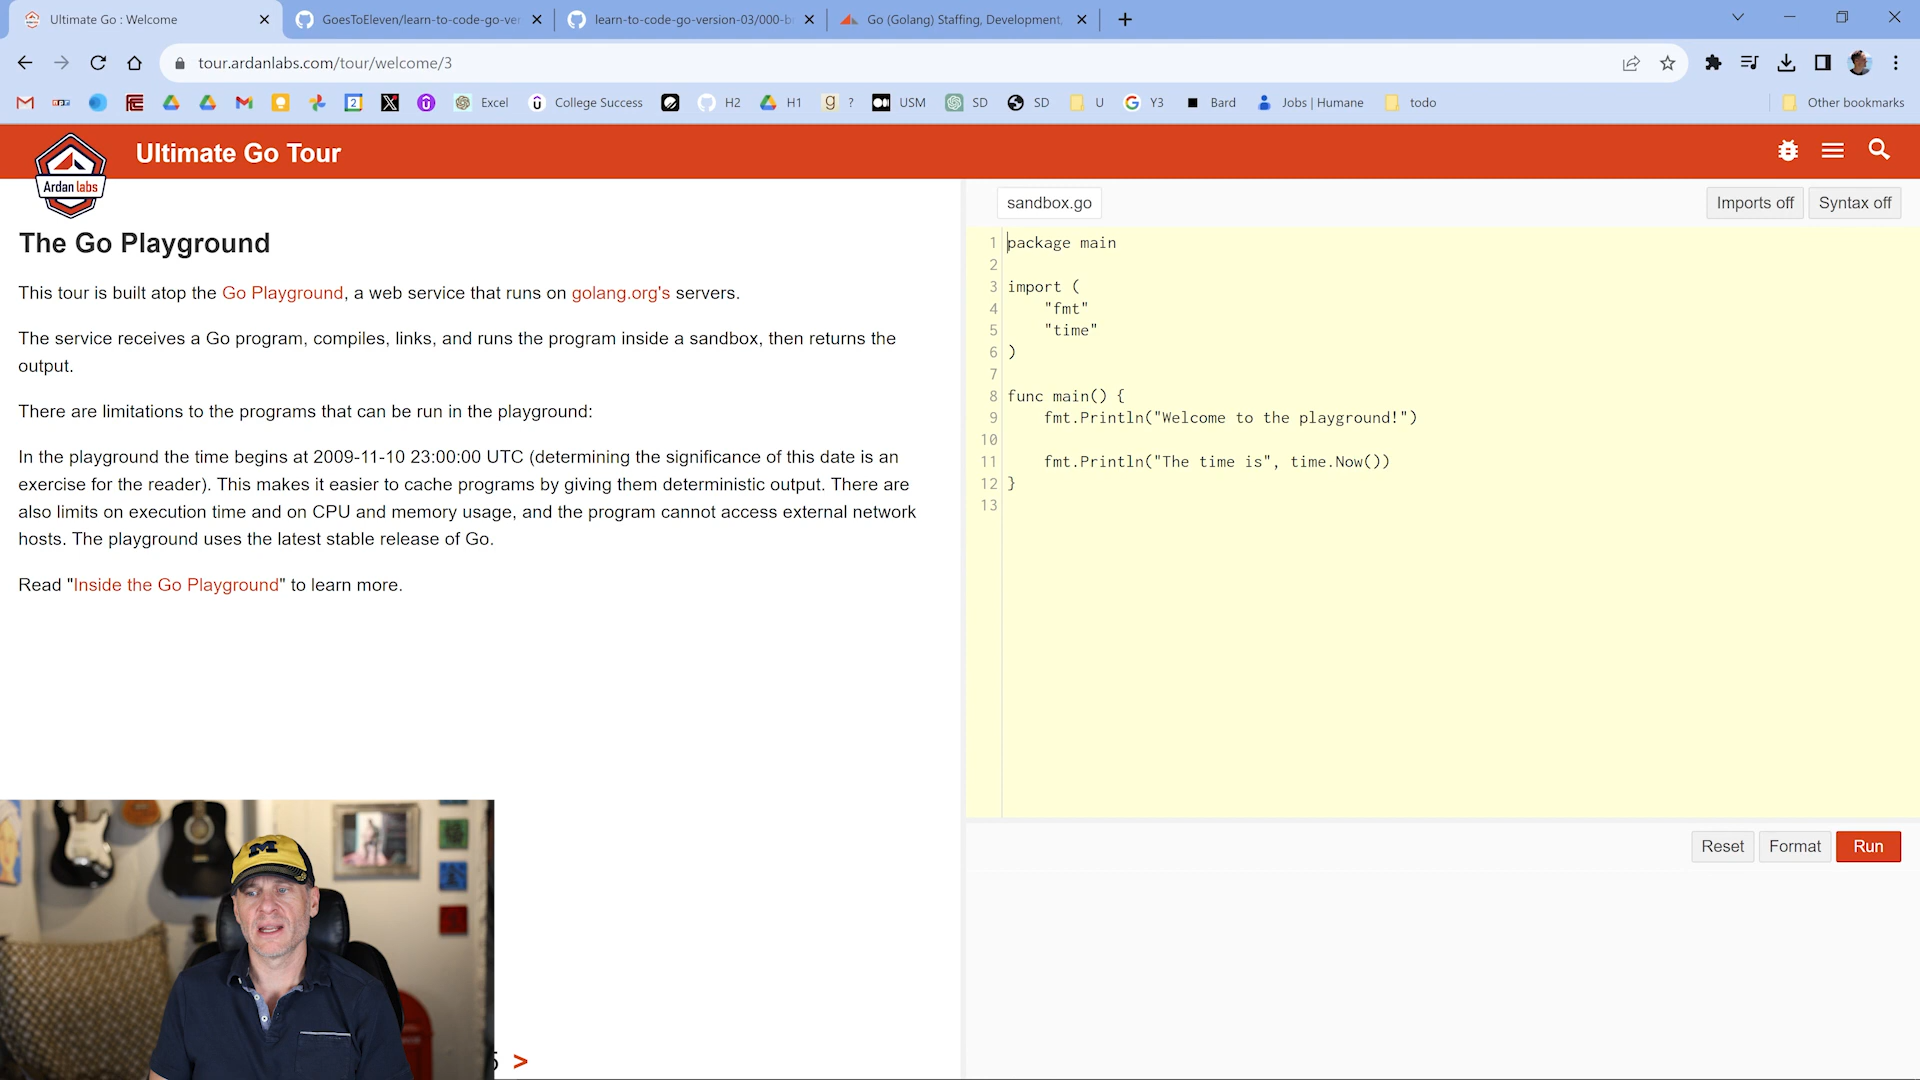 Ultimate Go : Welcome
GoesToEleven/learn-to-code-go-ver
learn-to-code-go-version-03/000-b
Go (Golang) Staffing, Development,
tour.ardanlabs.com/tour/welcome/3
Excel
College Success
H2
H1
?
USM
SD
SD
U
Y3
Bard
Jobs | Humane
todo
Other bookmarks
Ardan labs
Ultimate Go Tour
The Go Playground
This tour is built atop the Go Playground, a web service that runs on golang.org's servers.
The service receives a Go program, compiles, links, and runs the program inside a sandbox, then returns the
output.
There are limitations to the programs that can be run in the playground:
In the playground the time begins at 2009-11-10 23:00:00 UTC (determining the significance of this date is an
exercise for the reader). This makes it easier to cache programs by giving them deterministic output. There are
also limits on execution time and on CPU and memory usage, and the program cannot access external network
hosts. The playground uses the latest stable release of Go.
Read "Inside the Go Playground" to learn more.
M
>
sandbox.go
Imports off
Syntax off
1 package main
2
3 import (
4 "fmt"
5 "time"
6 )
7
8 func main() {
9 fmt.Println("Welcome to the playground!")
10
11 fmt.Println("The time is", time.Now())
12 }
13
Reset
Format
Run